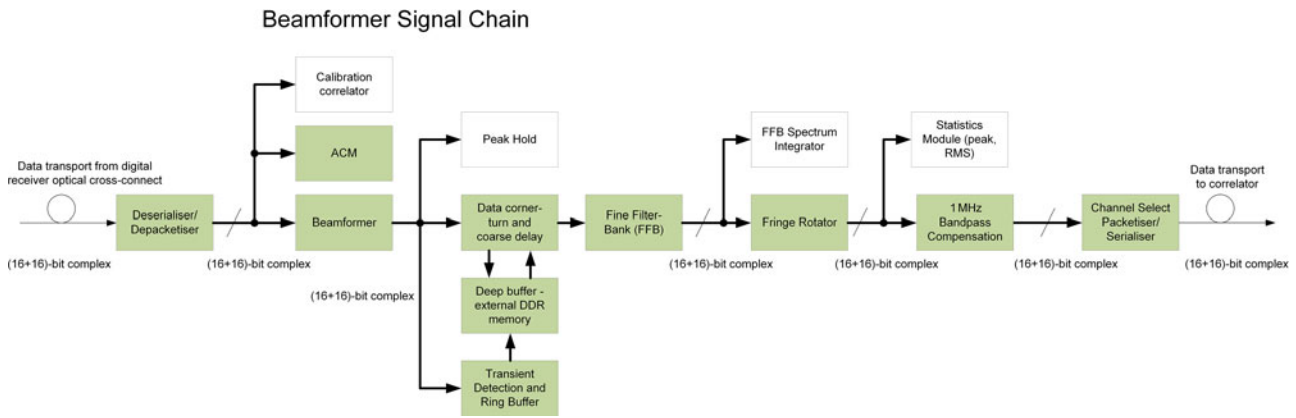 Beamformer Signal Chain
Calibration
correlator
ACM
Peak Hold
FFB Spectrum
Integrator
Statistics
Module (peak,
RMS)
Data transport from digital
receiver optical cross-connect
Data transport
to correlator
Deserialiser/
Depacketiser
Beamformer
Data corner-
turn and
coarse delay
Fine Filter-
Bank (FFB)
Fringe Rotator
1 MHz
Bandpass
Compensation
Channel Select
Packetiser/
Serialiser
(16+16)-bit complex
(16+16)-bit complex
(16+16)-bit complex
(16+16)-bit complex
(16+16)-bit complex
(16+16)-bit complex
(16+16)-bit complex
Deep buffer -
external DDR
memory
Transient
Detection and
Ring Buffer